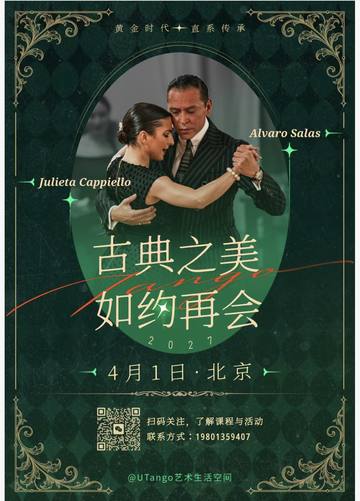 黄金时代 直系传承
Alvaro Salas
Julieta Cappiello
古典之美
tango
如约再会
2027
4月1日·北京
扫码关注，了解课程与活动
联系方式：19801359407
@UTango艺术生活空间